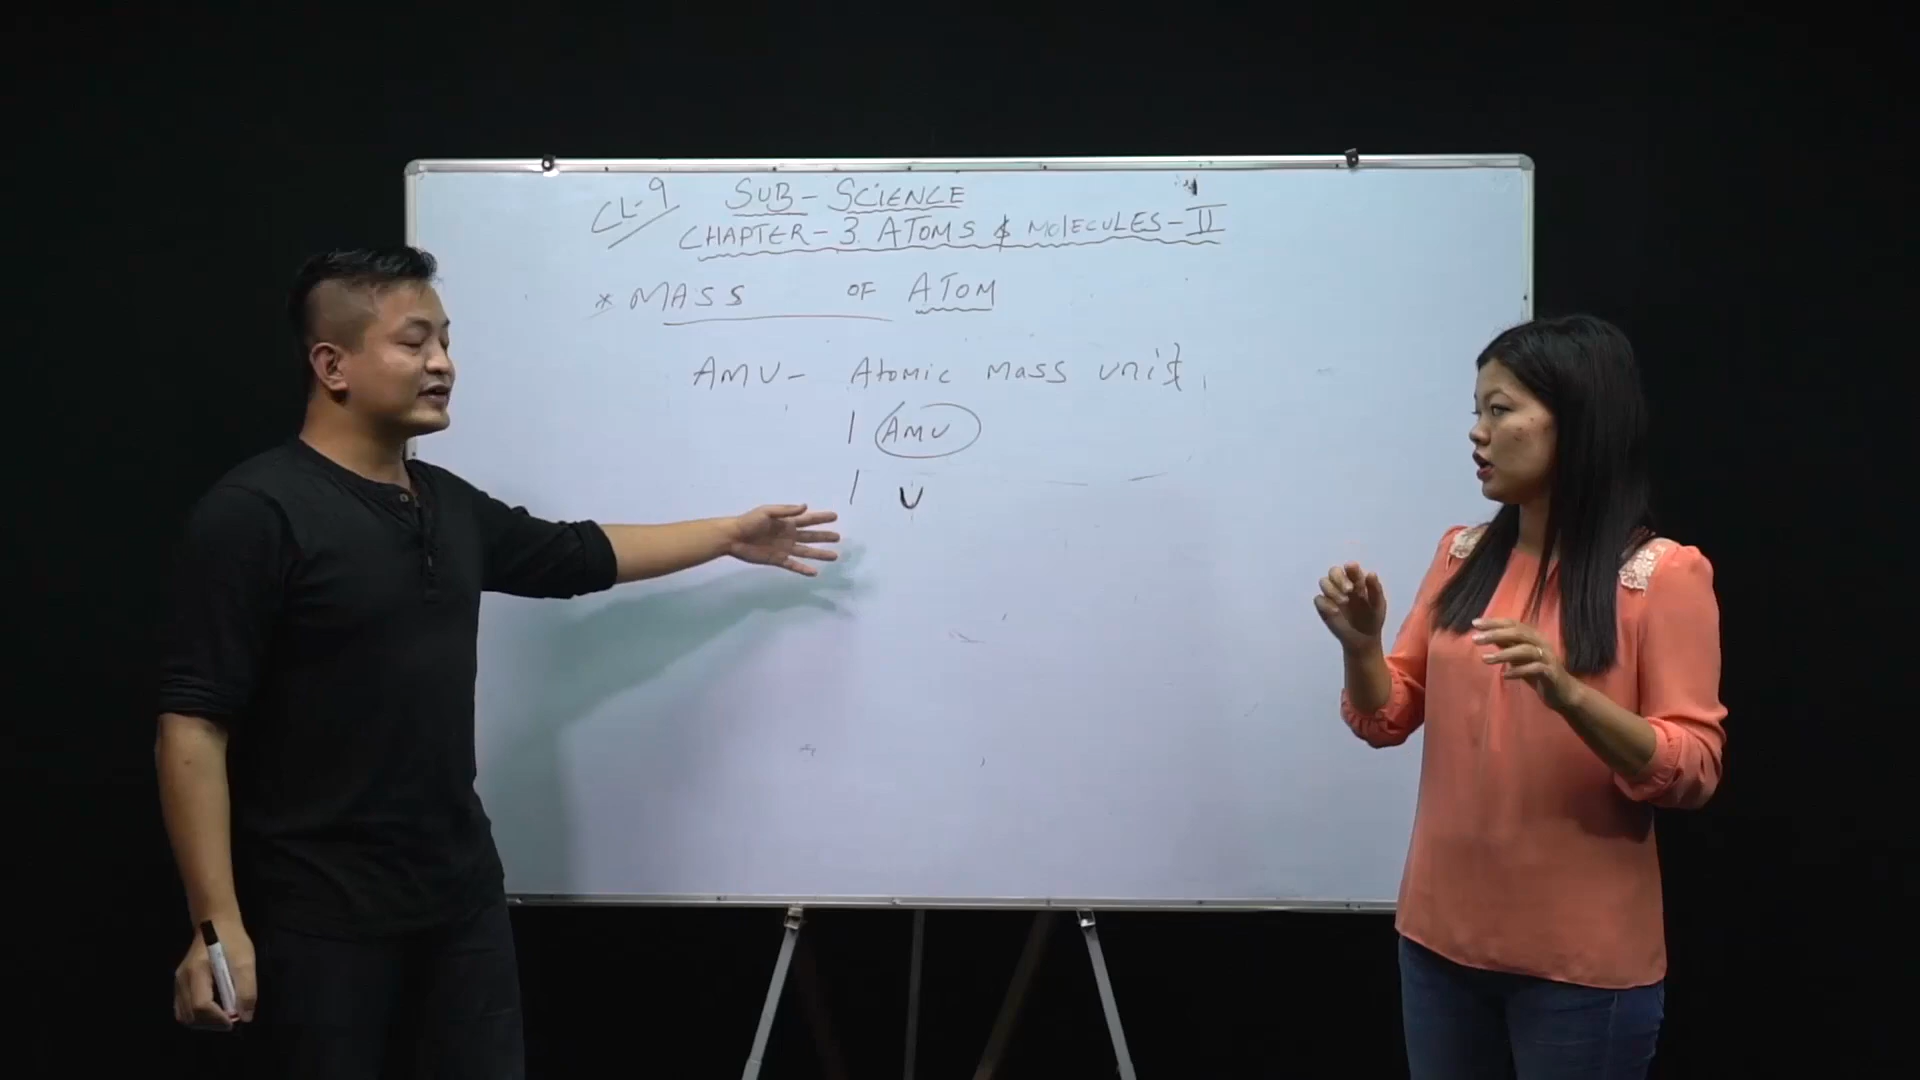 CL-9 SUB-SCIENCE
CHAPTER-3. ATOMS & MOLECULES-II
* MASS OF ATOM
AMU- Atomic Mass Unit
1 AMU
1 U